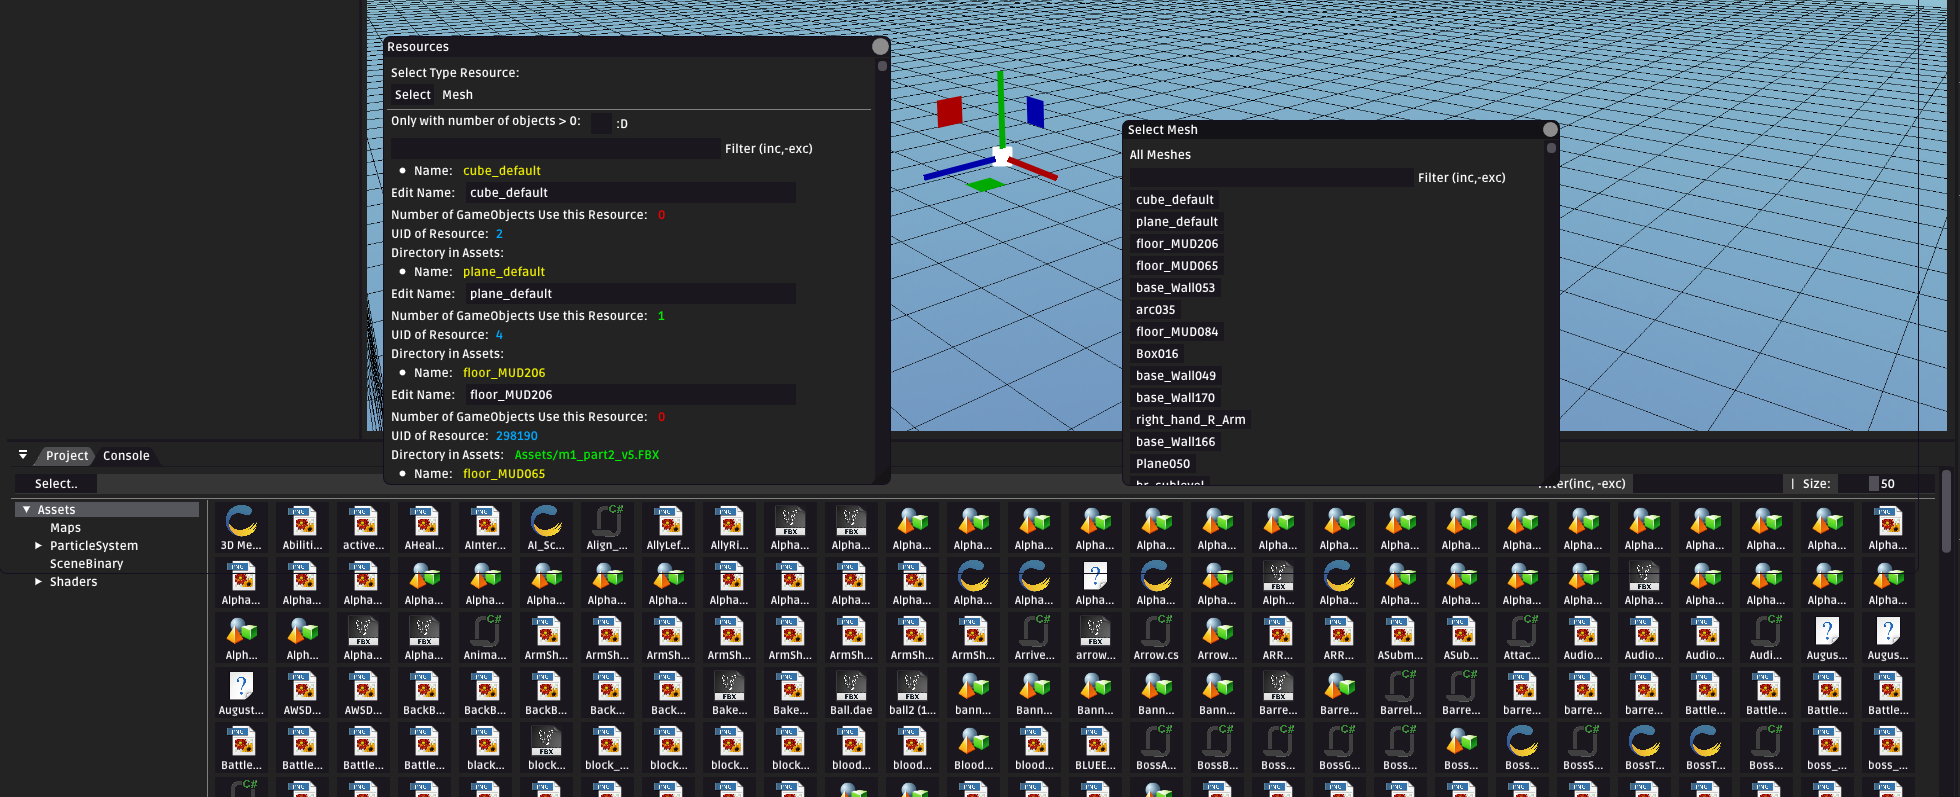 Resources
Select Type Resource:
Select Mesh
Only with number of objects > 0: :D
Filter (inc,-exc)
Name: cube_default
Edit Name: cube_default
Number of GameObjects Use this Resource: 0
UID of Resource: 2
Directory in Assets:
Name: plane_default
Edit Name: plane_default
Number of GameObjects Use this Resource: 1
UID of Resource: 4
Directory in Assets:
Name: floor_MUD206
Edit Name: floor_MUD206
Number of GameObjects Use this Resource: 0
UID of Resource: 298190
Directory in Assets: Assets/m1_part2_v5.FBX
Name: floor_MUD065
Select Mesh
All Meshes
Filter (inc,-exc)
cube_default
plane_default
floor_MUD206
floor_MUD065
base_Wall053
arc035
floor_MUD084
Box016
base_Wall049
base_Wall170
right_hand_R_Arm
base_Wall166
Plane050
Project Console
Select.. (inc, -exc) | Size: 50
Assets
Maps
ParticleSystem
SceneBinary
Shaders
3D Me... Abiliti... active... AHeal... AInter... AI_Sc... Align_... AllyLef... AllyRi... Alpha... Alpha... Alpha... Alpha... Alpha... Alpha... Alpha... Alpha... Alpha... Alpha... Alpha... Alpha... Alpha... Alpha... Alpha... Alpha... Alpha... Alpha... Alpha...
Alpha... Alpha... Alpha... Alpha... Alpha... Alpha... Alpha... Alpha... Alpha... Alpha... Alpha... Alpha... Alpha... Alpha... Alpha... Alpha... Alpha... Alph... Alpha... Alpha... Alpha... Alpha... Alpha... Alpha... Alpha... Alpha... Alpha... Alpha...
Alph... Alph... Alpha... Alpha... Anima... ArmSh... ArmSh... ArmSh... ArmSh... ArmSh... ArmSh... ArmSh... ArmSh... Arrive... arrow... Arrow.cs Arrow... ARR... ARR... ASubm... ASub... Attac... Audio... Audio... Audio... Audi... Augus... Augus...
August... AWSD... AWSD... BackB... BackB... BackB... Back... Back... Bake... Bake... Ball.dae ball2 (1... bann... Bann... Bann... Bann... Bann... Barre... Barre... Barrel... Barre... barre... barre... barre... Battle... Battle... Battle... Battle...
Battle... Battle... Battle... Battle... black... block... block_... block... block... block... blood... blood... Blood... blood... BLUEE... BossA... BossB... Boss... BossG... Boss... Boss... Boss... BossS... BossT... BossT... Boss... boss_... boss_...